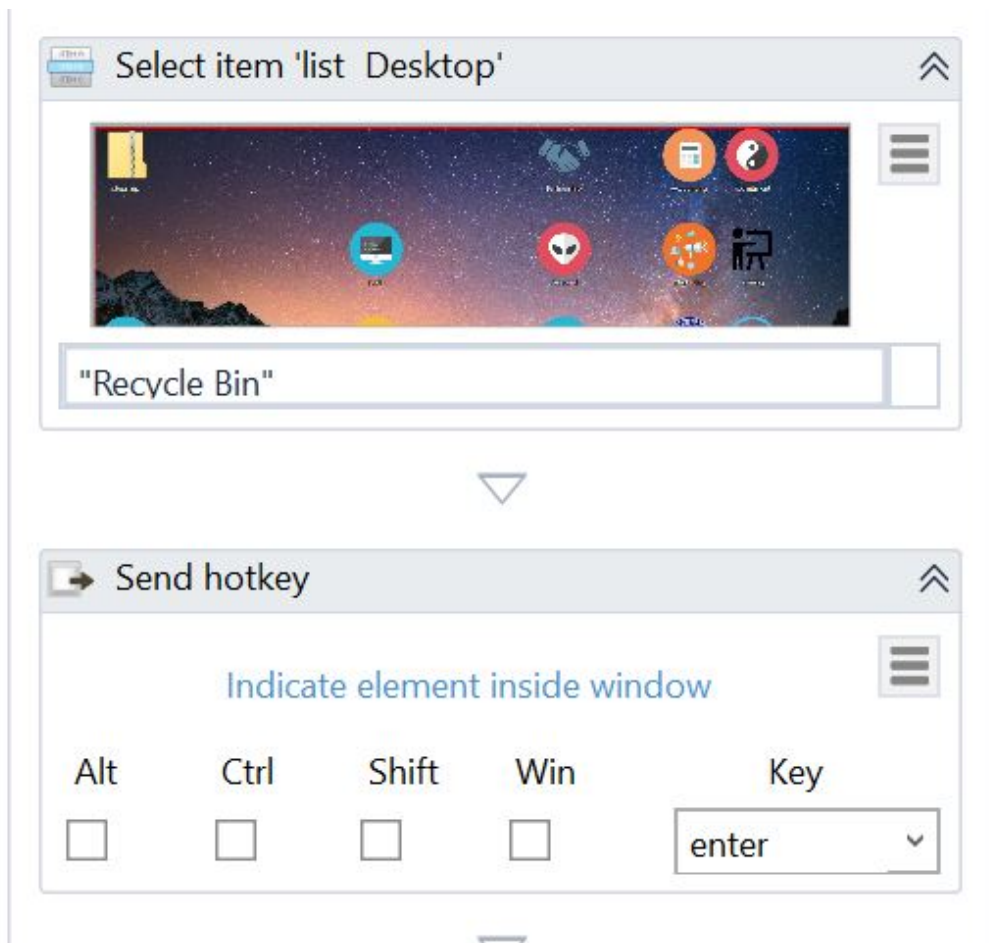 Select item 'list  Desktop'
"Recycle Bin"
Send hotkey
Indicate element inside window
Alt Ctrl Shift Win Key
enter